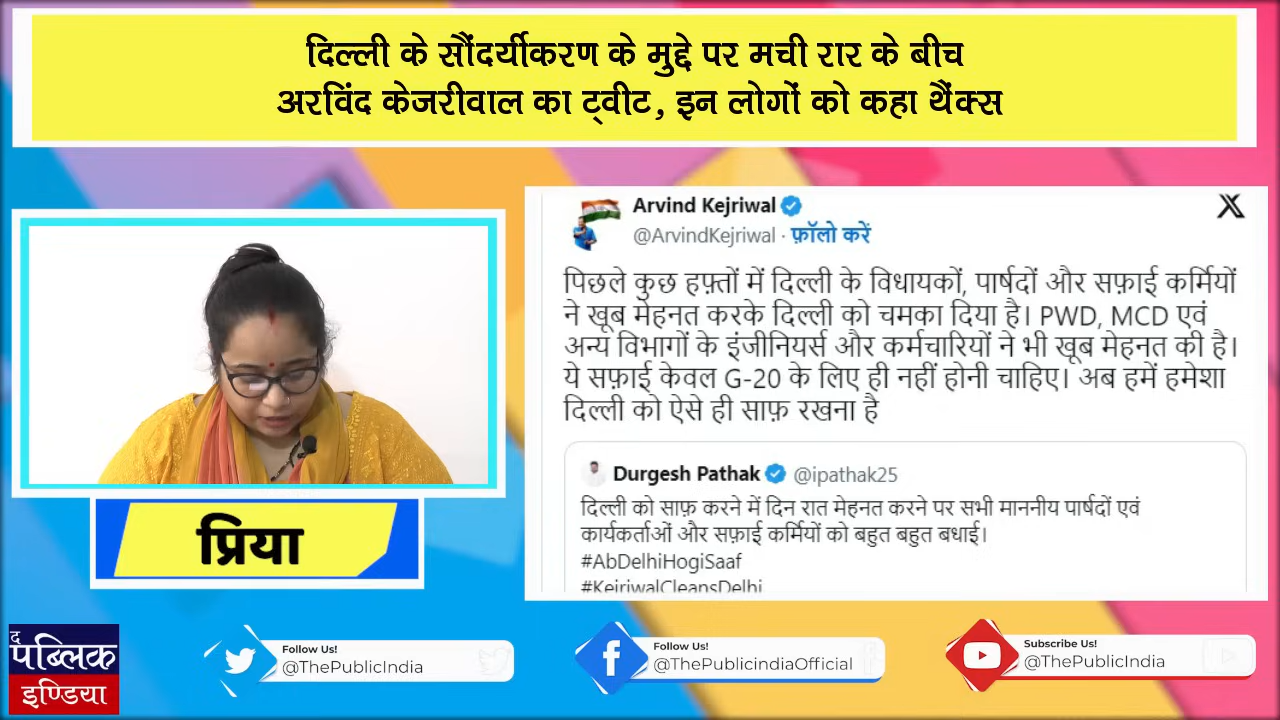 दिल्ली के सौंदर्यीकरण के मुद्दे पर मची रार के बीच
अरविंद केजरीवाल का ट्वीट, इन लोगों को कहा थैंक्स
Arvind Kejriwal
@ArvindKejriwal · फ़ॉलो करें
पिछले कुछ हफ़्तों में दिल्ली के विधायकों, पार्षदों और सफ़ाई कर्मियों
ने खूब मेहनत करके दिल्ली को चमका दिया है। PWD, MCD एवं
अन्य विभागों के इंजीनियर्स और कर्मचारियों ने भी खूब मेहनत की है।
ये सफ़ाई केवल G-20 के लिए ही नहीं होनी चाहिए। अब हमें हमेशा
दिल्ली को ऐसे ही साफ़ रखना है
Durgesh Pathak @ipathak25
दिल्ली को साफ़ करने में दिन रात मेहनत करने पर सभी माननीय पार्षदों एवं
कार्यकर्ताओं और सफ़ाई कर्मियों को बहुत बहुत बधाई।
#AbDelhiHogiSaaf
#KejriwalCleansDelhi
प्रिया
द
पब्लिक
इण्डिया
Follow Us!
@ThePublicIndia
Follow Us!
@ThePublicindiaOfficial
Subscribe Us!
@ThePublicIndia